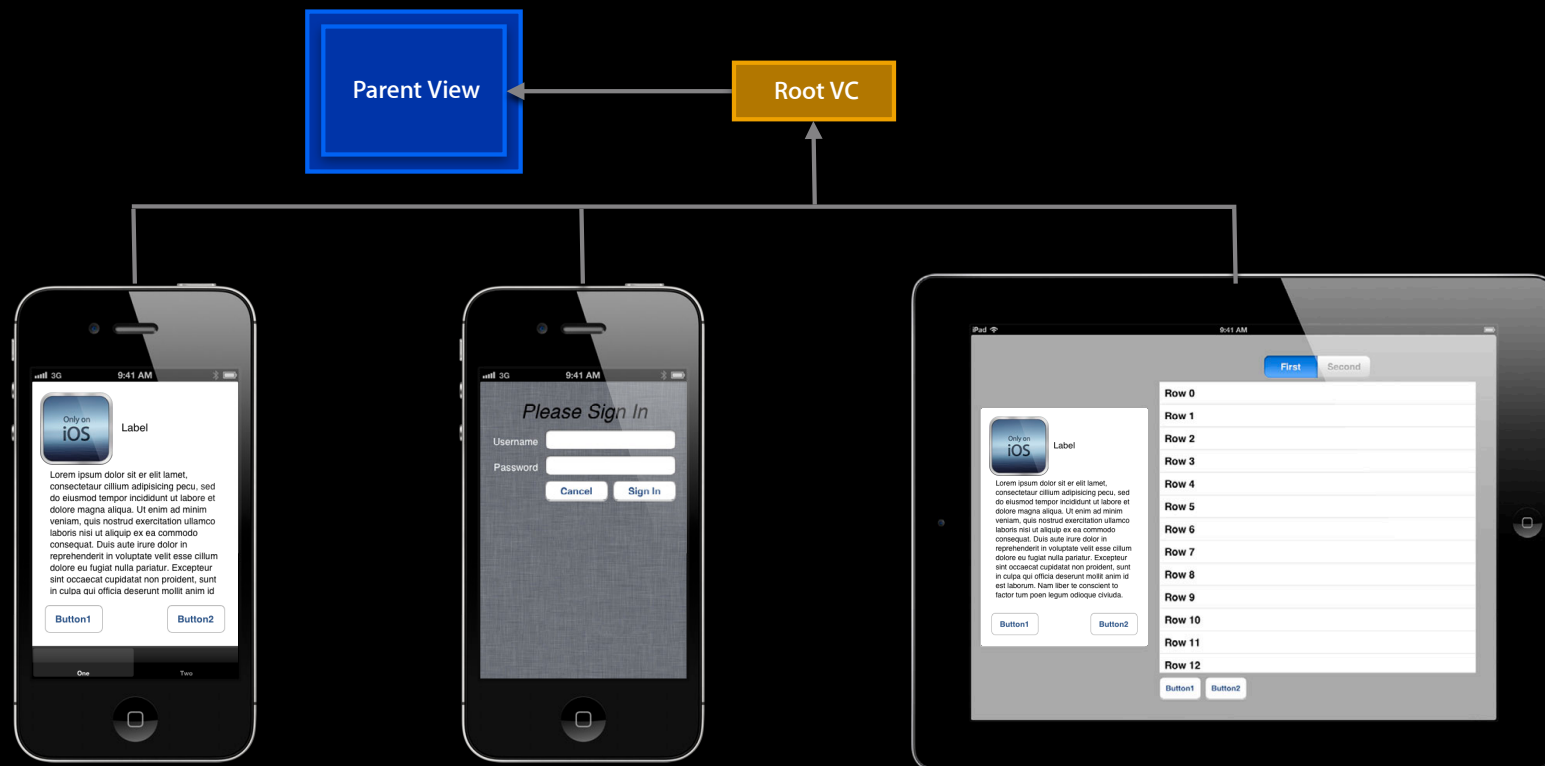 Parent View
Root VC
3G 9:41 AM
Only on
iOS
Label
Lorem ipsum dolor sit er elit lamet,
consectetaur cillium adipisicing pecu, sed
do eiusmod tempor incididunt ut labore et
dolore magna aliqua. Ut enim ad minim
veniam, quis nostrud exercitation ullamco
laboris nisi ut aliquip ex ea commodo
consequat. Duis aute irure dolor in
reprehenderit in voluptate velit esse cillum
dolore eu fugiat nulla pariatur. Excepteur
sint occaecat cupidatat non proident, sunt
in culpa qui officia deserunt mollit anim id
Button1 Button2
One Two
3G 9:41 AM
Please Sign In
Username
Password
Cancel Sign In
iPad 9:41 AM
First Second
Only on
iOS
Label
Lorem ipsum dolor sit er elit lamet,
consectetaur cillium adipisicing pecu, sed
do eiusmod tempor incididunt ut labore et
dolore magna aliqua. Ut enim ad minim
veniam, quis nostrud exercitation ullamco
laboris nisi ut aliquip ex ea commodo
consequat. Duis aute irure dolor in
reprehenderit in voluptate velit esse cillum
dolore eu fugiat nulla pariatur. Excepteur
sint occaecat cupidatat non proident, sunt
in culpa qui officia deserunt mollit anim id
est laborum. Nam liber te conscient to
factor tum poen legum odioque civiuda.
Button1 Button2
Row 0
Row 1
Row 2
Row 3
Row 4
Row 5
Row 6
Row 7
Row 8
Row 9
Row 10
Row 11
Row 12
Button1 Button2